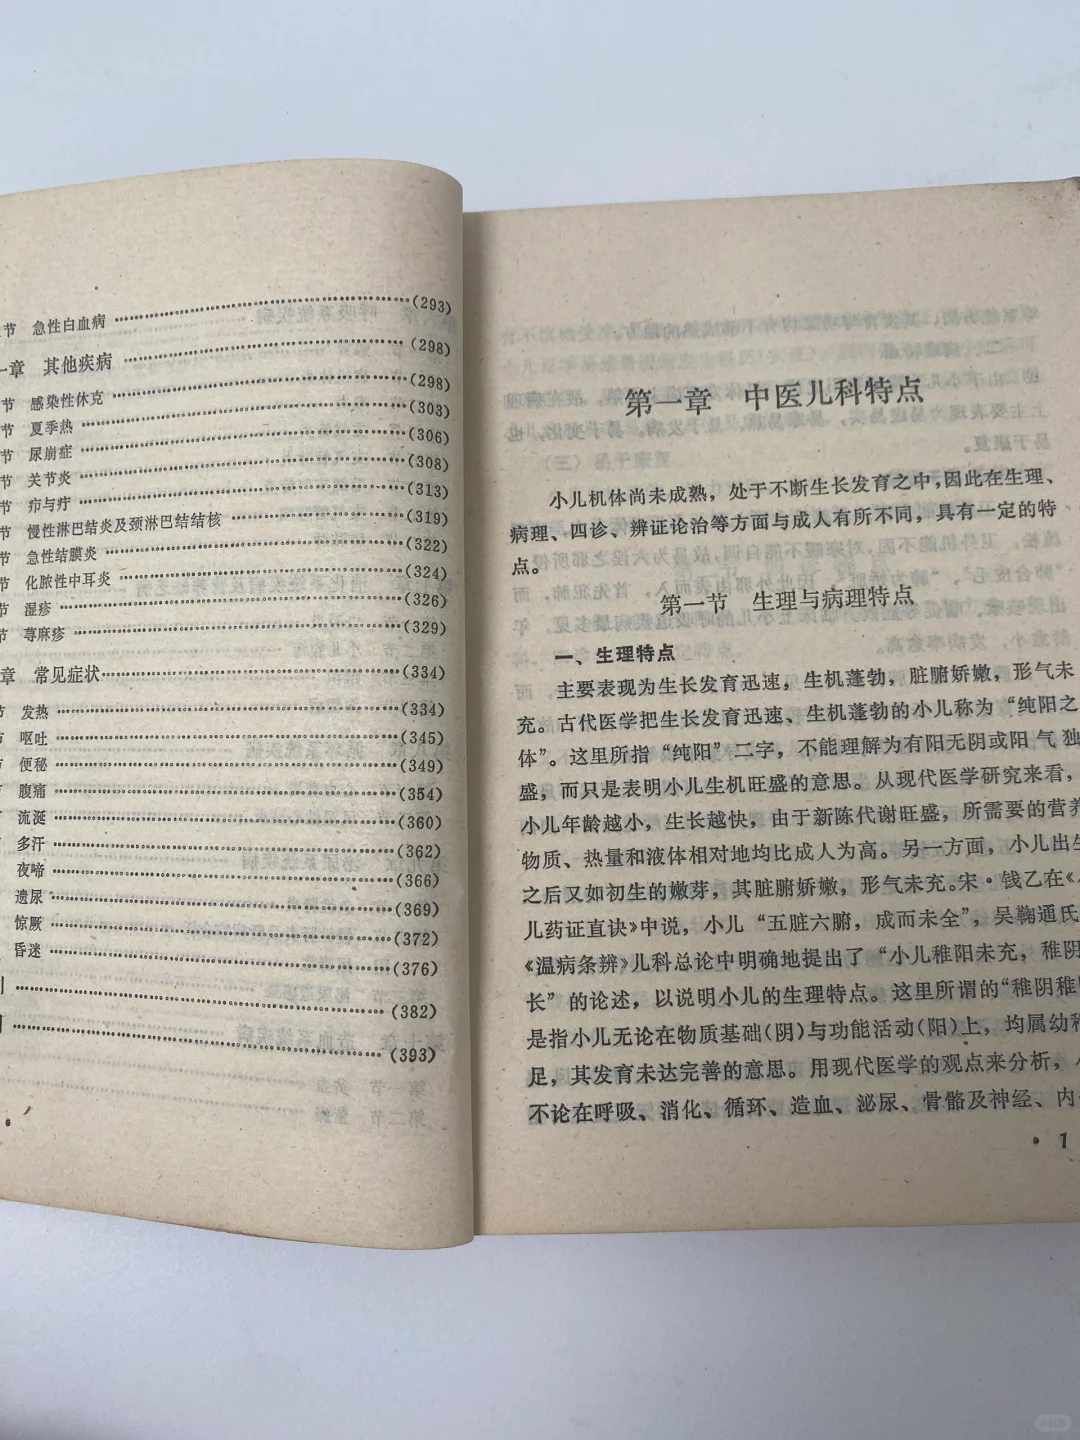 节 急性白血病 (293)
章 其他疾病 (298)
节 感染性休克 (298)
节 夏季热 (303)
节 尿崩症 (306)
节 关节炎 (308)
节 疖与疔 (313)
节 慢性淋巴结炎及颈淋巴结结核 (319)
节 急性结膜炎 (322)
节 化脓性中耳炎 (324)
节 湿疹 (326)
节 荨麻疹 (329)
章 常见症状 (334)
节 发热 (334)
呕吐 (345)
便秘 (349)
腹痛 (354)
流涎 (360)
多汗 (362)
夜啼 (366)
遗尿 (369)
惊厥 (372)
昏迷 (376)
(382)
(393)
第一章 中医儿科特点
小儿机体尚未成熟，处于不断生长发育之中，因此在生理、
病理、四诊、辨证论治等方面与成人有所不同，具有一定的特
点。
第一节 生理与病理特点
一、生理特点
主要表现为生长发育迅速，生机蓬勃，脏腑娇嫩，形气未
充。古代医学把生长发育迅速、生机蓬勃的小儿称为“纯阳之
体”。这里所指“纯阳”二字，不能理解为有阳无阴或阳气独
盛，而只是表明小儿生机旺盛的意思。从现代医学研究来看，
小儿年龄越小，生长越快，由于新陈代谢旺盛，所需要的营养
物质、热量和液体相对地均比成人为高。另一方面，小儿出生
之后又如初生的嫩芽，其脏腑娇嫩，形气未充。宋·钱乙在《
儿药证直诀》中说，小儿“五脏六腑，成而未全”，吴鞠通氏
《温病条辨》儿科总论中明确地提出了“小儿稚阳未充，稚阴
长”的论述，以说明小儿的生理特点。这里所谓的“稚阴稚
是指小儿无论在物质基础（阴）与功能活动（阳）上，均属幼稚
足，其发育未达完善的意思。用现代医学的观点来分析，
不论在呼吸、消化、循环、造血、泌尿、骨骼及神经、内
· 1